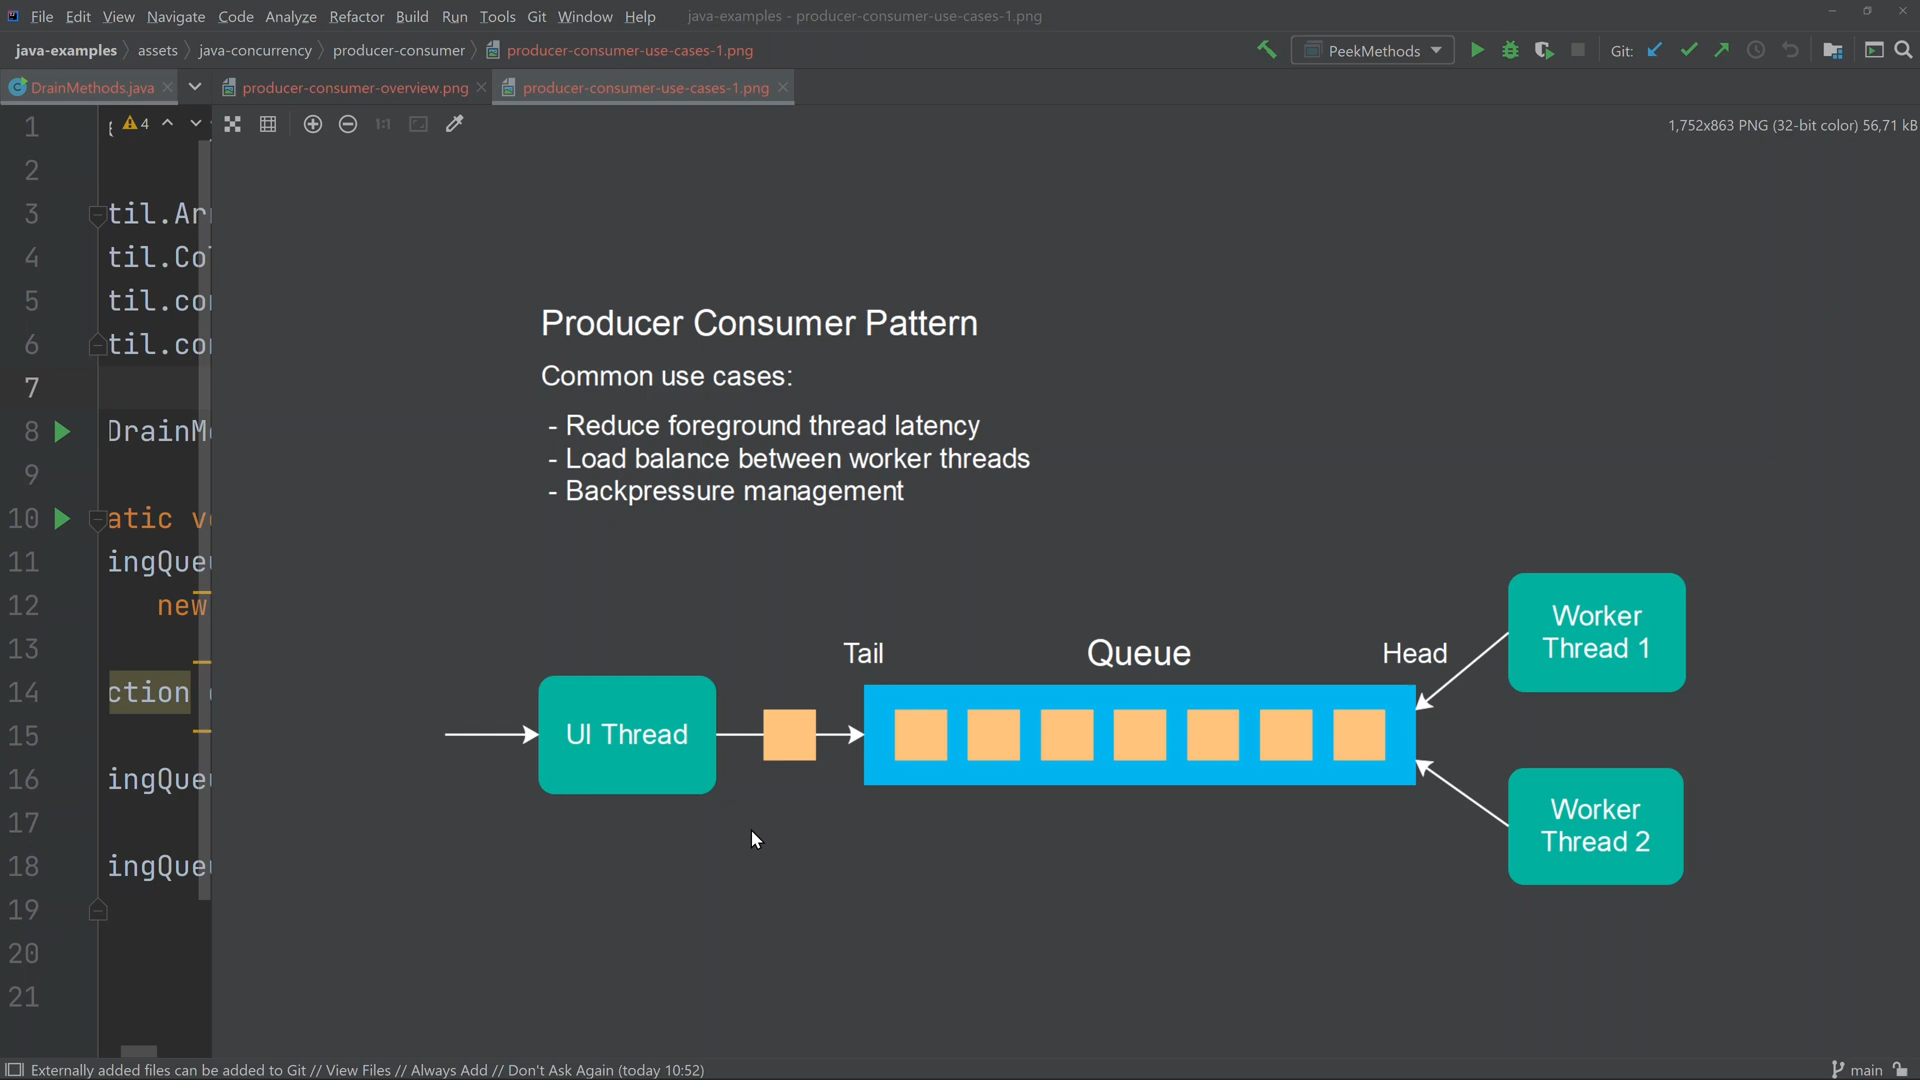 File Edit View Navigate Code Analyze Refactor Build Run Tools Git Window Help java-examples - producer-consumer-use-cases-1.png
java-examples assets java-concurrency producer-consumer producer-consumer-use-cases-1.png PeekMethods Git:
DrainMethods.java producer-consumer-overview.png producer-consumer-use-cases-1.png
4 1:1 1,752x863 PNG (32-bit color) 56,71 kB
1
2
3 til.Ar
4 til.Co
5 til.co
6 til.co
7
8 DrainM
9
10 atic v
11 ingQue
12 new
13
14 ction
15
16 ingQue
17
18 ingQue
19
20
21
Producer Consumer Pattern
Common use cases:
- Reduce foreground thread latency
- Load balance between worker threads
- Backpressure management
Tail Queue Head
UI Thread
Worker
Thread 1
Worker
Thread 2
Externally added files can be added to Git // View Files // Always Add // Don't Ask Again (today 10:52) main